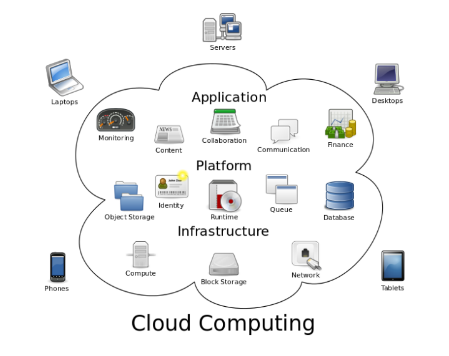 Servers
Laptops
Desktops
Application
Monitoring
NEWS
Content
Collaboration
Communication
Finance
Platform
Object Storage
Identity
Runtime
Queue
Database
Infrastructure
Compute
Block Storage
Network
Phones
Tablets
Cloud Computing